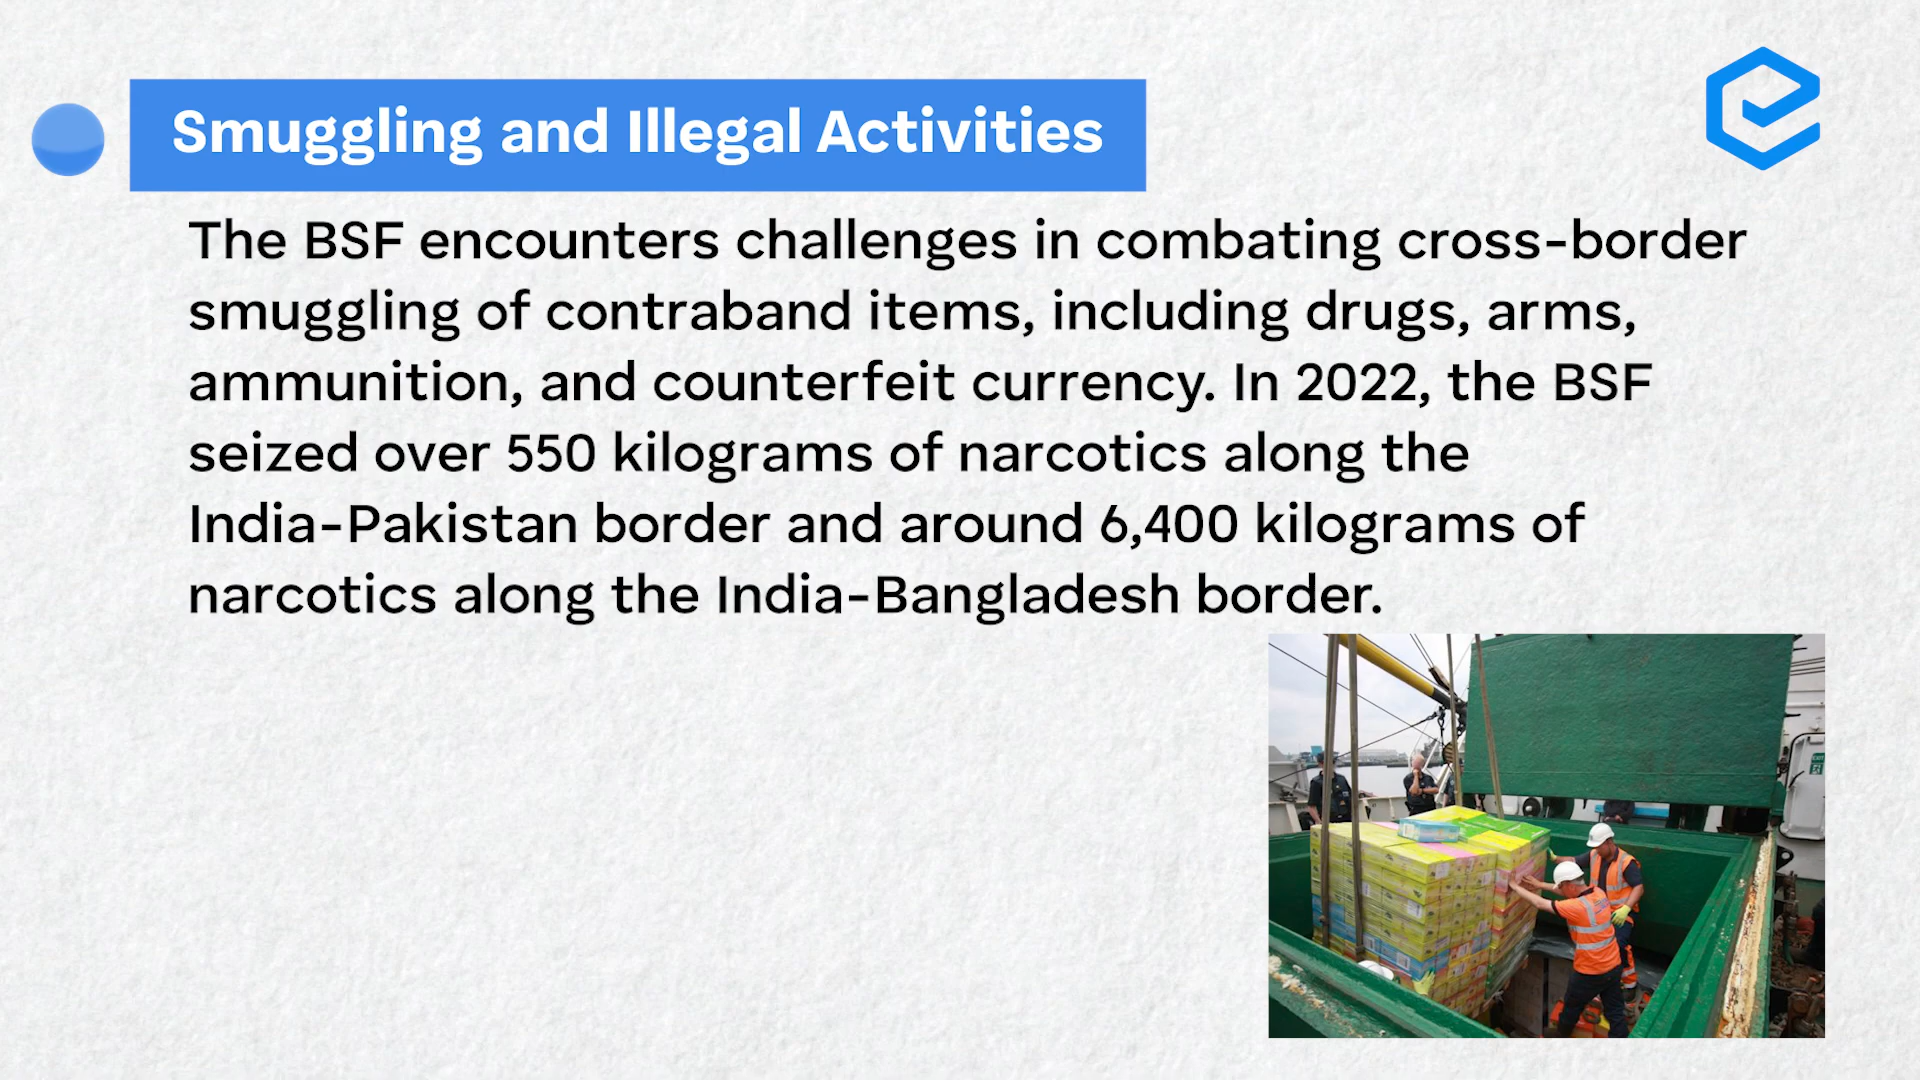 Smuggling and Illegal Activities
The BSF encounters challenges in combating cross-border
smuggling of contraband items, including drugs, arms,
ammunition, and counterfeit currency. In 2022, the BSF
seized over 550 kilograms of narcotics along the
India-Pakistan border and around 6,400 kilograms of
narcotics along the India-Bangladesh border.